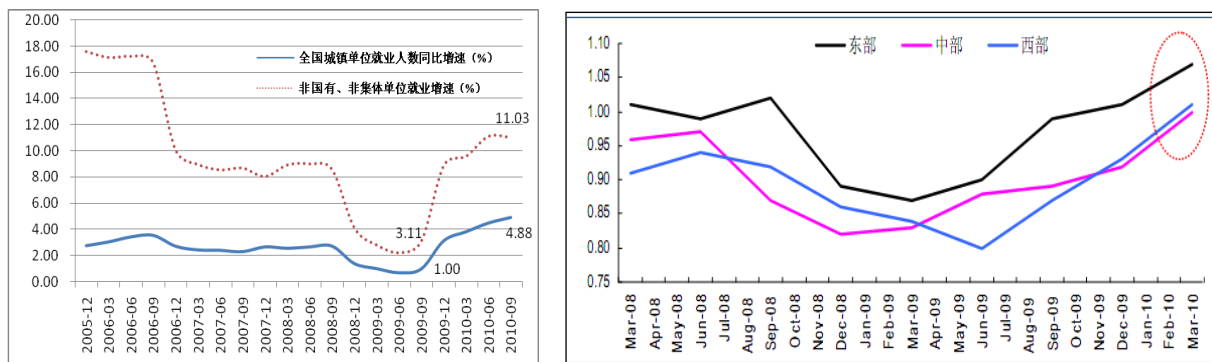 20.00
18.00
16.00
14.00
12.00
10.00
8.00
6.00
4.00
2.00
0.00
全国城镇单位就业人数同比增速（%）
非国有、非集体单位就业增速（%）
11.03
3.11
4.88
1.00
2005-12
2006-03
2006-06
2006-09
2006-12
2007-03
2007-06
2007-09
2007-12
2008-03
2008-06
2008-09
2008-12
2009-03
2009-06
2009-09
2009-12
2010-03
2010-06
2010-09
东部 中部 西部
1.10
1.05
1.00
0.95
0.90
0.85
0.80
0.75
Mar-08
Apr-08
May-08
Jun-08
Jul-08
Aug-08
Sep-08
Oct-08
Nov-08
Dec-08
Jan-09
Feb-09
Mar-09
Apr-09
May-09
Jun-09
Jul-09
Aug-09
Sep-09
Oct-09
Nov-09
Dec-09
Jan-10
Feb-10
Mar-10